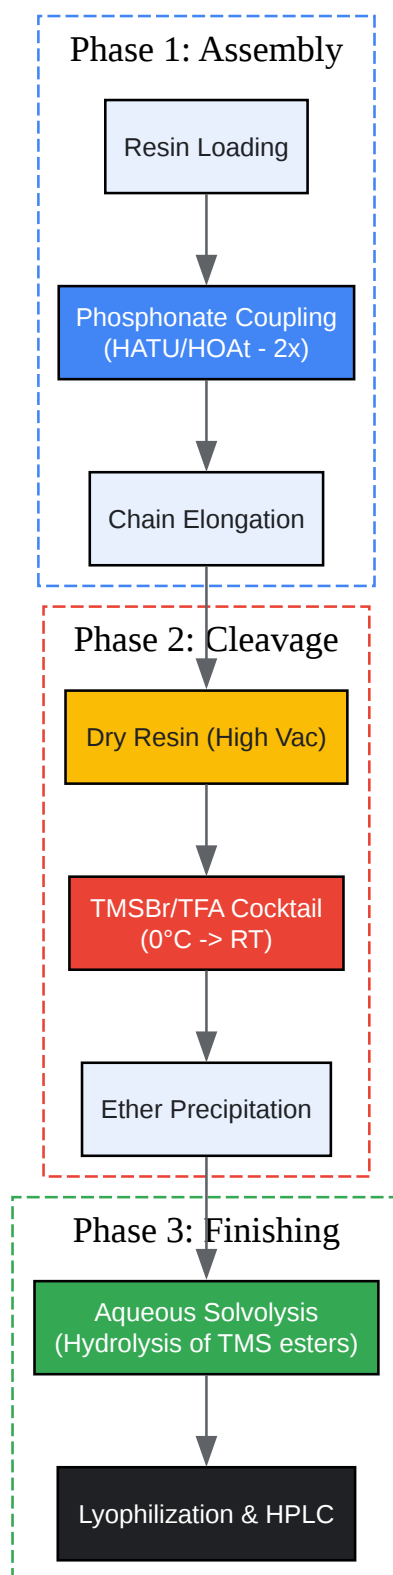 Phase 1: Assembly
Resin Loading
Phosphonate Coupling
(HATU/HOAt - 2x)
Chain Elongation
Phase 2: Cleavage
Dry Resin (High Vac)
TMSBr/TFA Cocktail
(0°C -> RT)
Ether Precipitation
Phase 3: Finishing
Aqueous Solvolysis
(Hydrolysis of TMS esters)
Lyophilization & HPLC